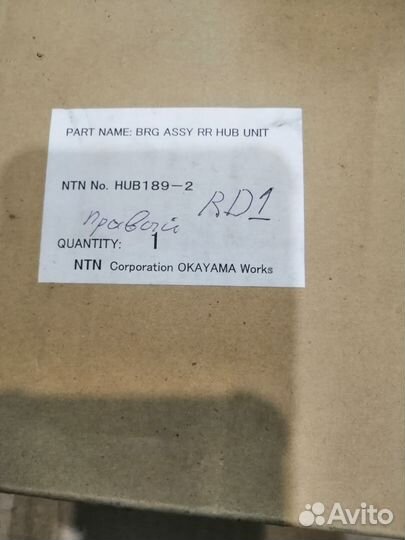 PART NAME: BRG ASSY RR HUB UNIT
NTN No. HUB189-2
RD1
правый
QUANTITY: 1
NTN Corporation OKAYAMA Works
Avito